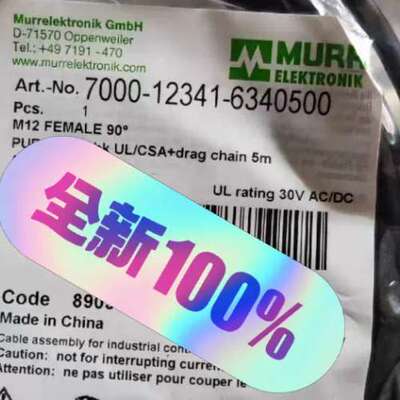 Murrelektronik GmbH
D-71570 Oppenweiler
Tel.: +49 7191 - 470
murrelektronik.com
MURR
ELEKTRONIK
Art.-No. 7000-12341-6340500
Pcs. 1
M12 FEMALE 90°
UL/CSA+drag chain 5m
UL rating 30V AC/DC
全新100%
Code
Made in China
Cable assembly for industrial
Caution: not for interrupting
Attention: ne pas utiliser pour couper le